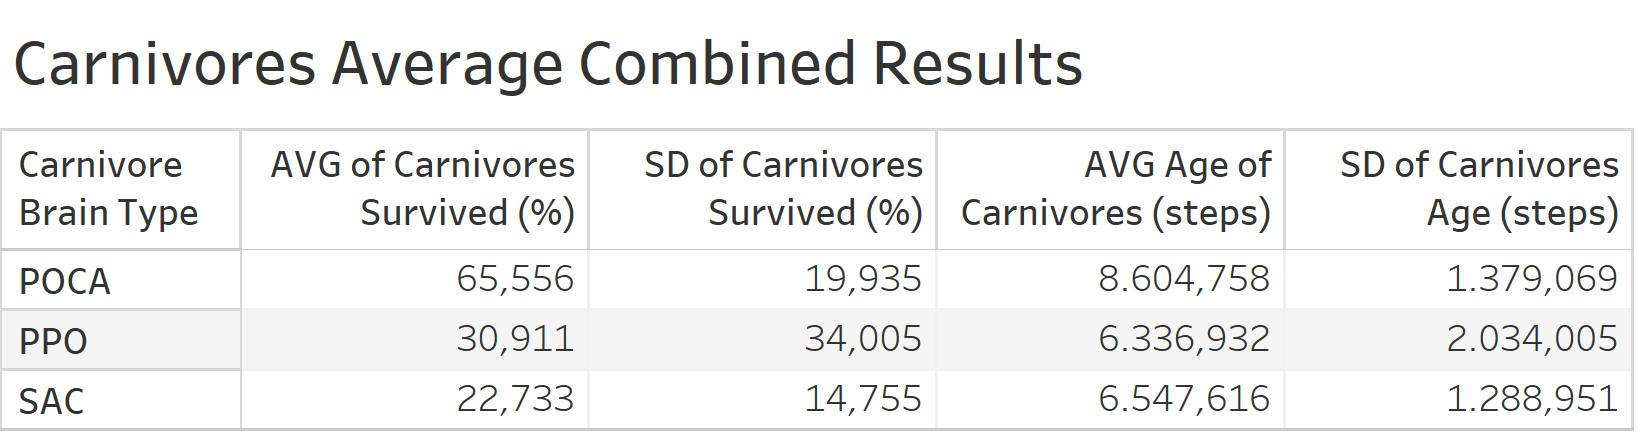 Carnivores Average Combined Results
Carnivore Brain Type AVG of Carnivores Survived (%) SD of Carnivores Survived (%) AVG Age of Carnivores (steps) SD of Carnivores Age (steps)
POCA 65,556 19,935 8.604,758 1.379,069
PPO 30,911 34,005 6.336,932 2.034,005
SAC 22,733 14,755 6.547,616 1.288,951